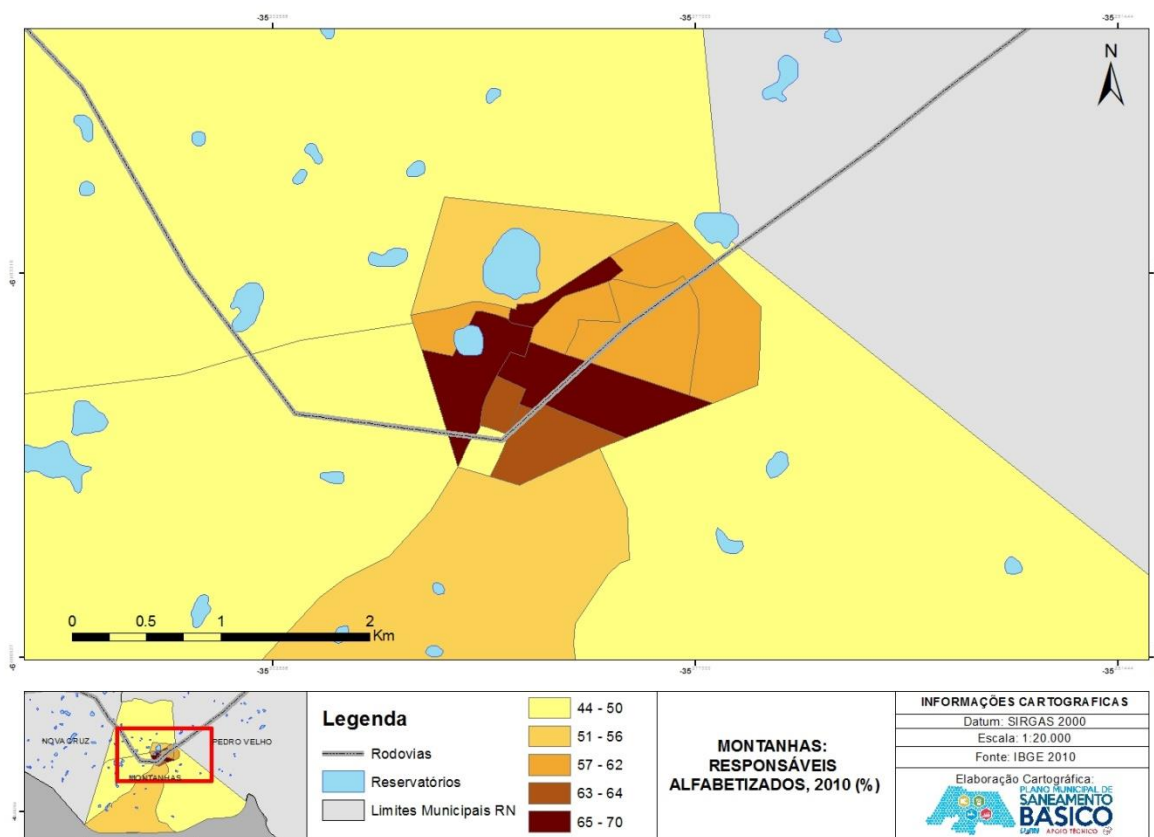 N
0 0.5 1 2
Km
NOVA CRUZ
PEDRO VELHO
MONTANHAS
Legenda
Rodovias
Reservatórios
Limites Municipais RN
44 - 50
51 - 56
57 - 62
63 - 64
65 - 70
MONTANHAS:
RESPONSÁVEIS
ALFABETIZADOS, 2010 (%)
INFORMAÇÕES CARTOGRAFICAS
Datum: SIRGAS 2000
Escala: 1:20.000
Fonte: IBGE 2010
Elaboração Cartográfica:
PLANO MUNICIPAL DE
SANEAMENTO
BÁSICO
APOIO TÉCNICO